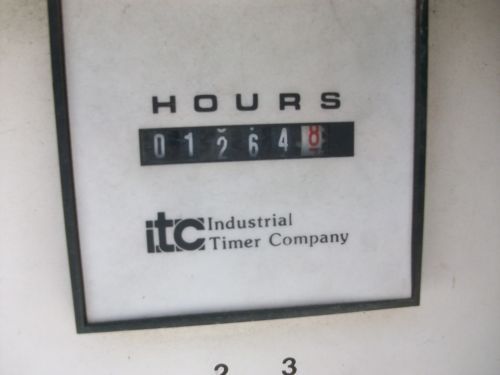 HOURS
012648
itc Industrial
Timer Company
2 3